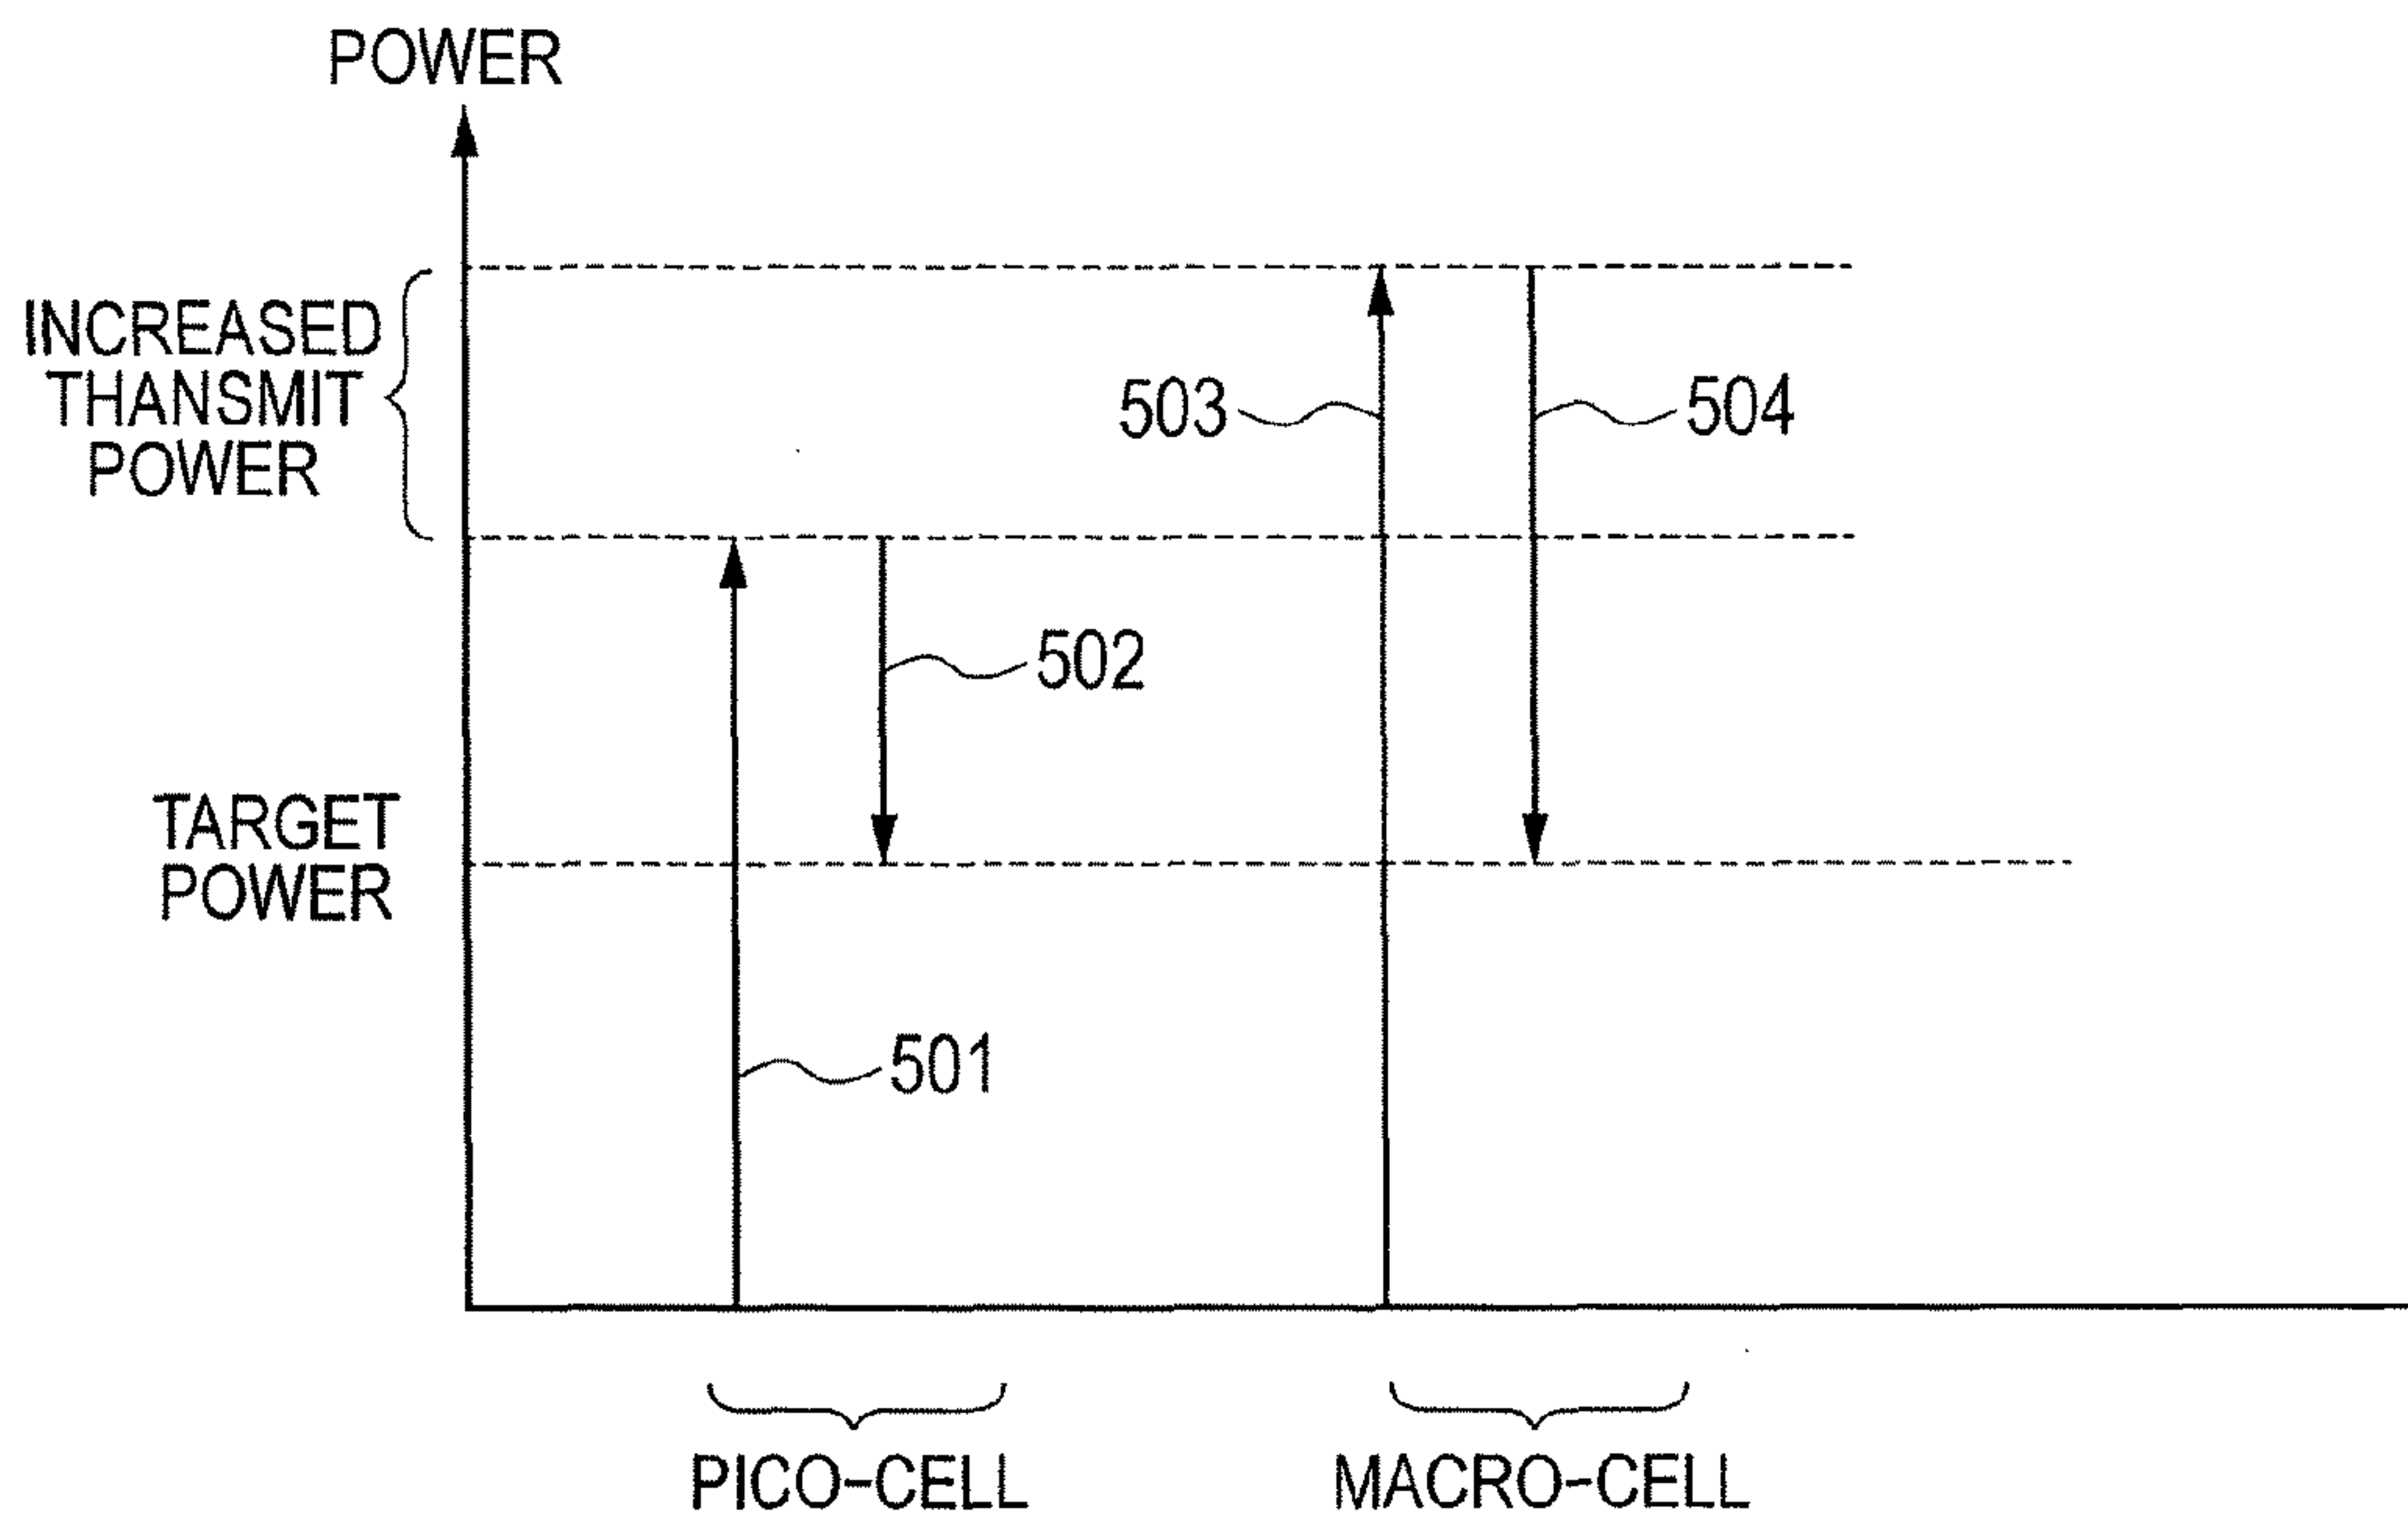 POWER
INCREASED
THANSMIT
POWER
503
504
502
TARGET
POWER
501
PICO-CELL
MACRO-CELL